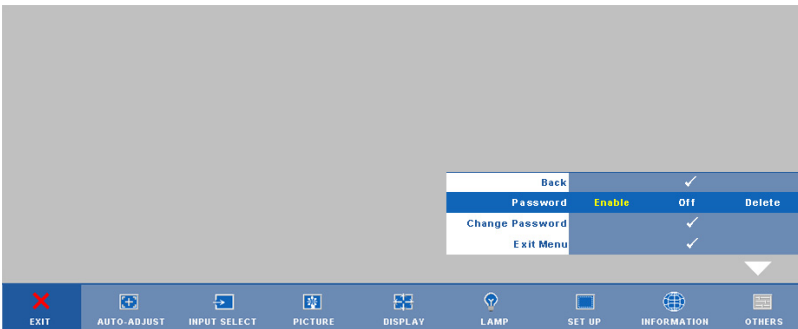 Back
Password Enable Off Delete
Change Password
Exit Menu
EXIT AUTO-ADJUST INPUT SELECT PICTURE DISPLAY LAMP SET UP INFORMATION OTHERS